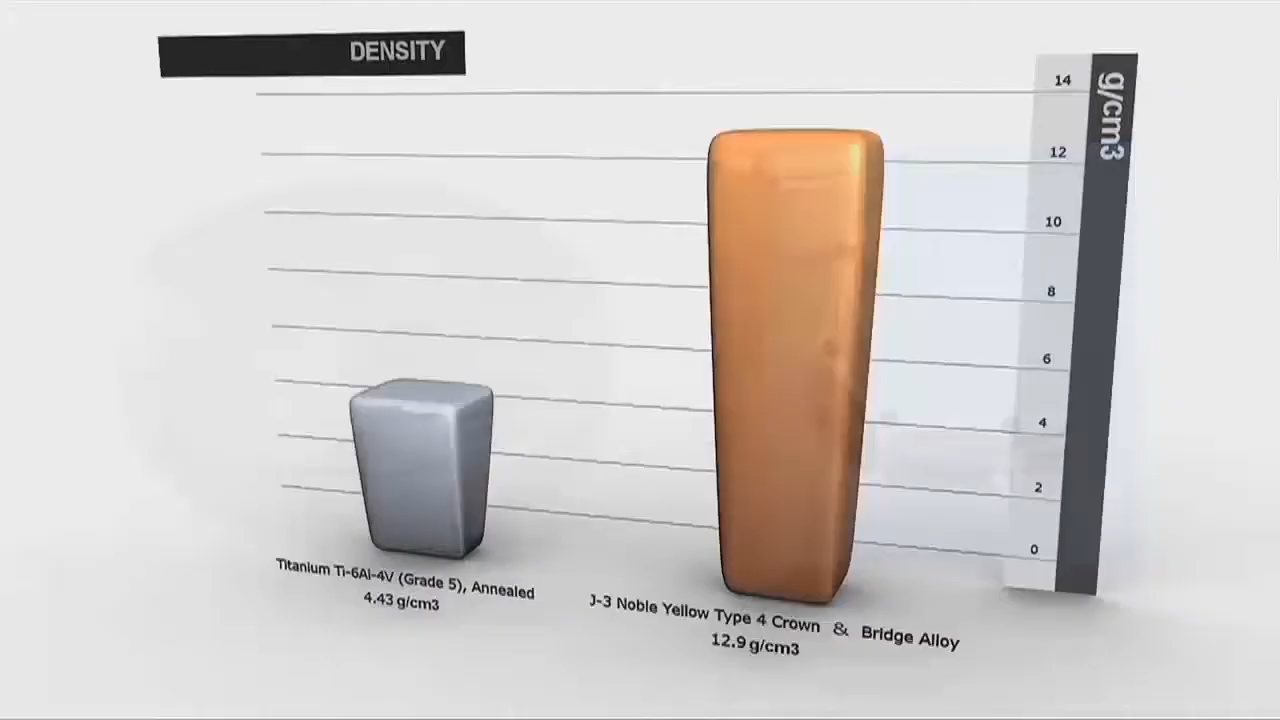 DENSITY
g/cm3
14
12
10
8
6
4
2
0
Titanium Ti-6Al-4V (Grade 5), Annealed
4.43 g/cm3
J-3 Noble Yellow Type 4 Crown & Bridge Alloy
12.9 g/cm3